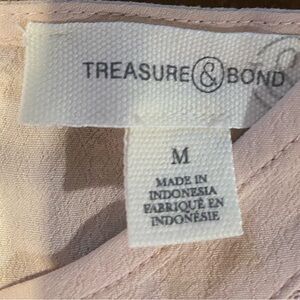 TREASURE & BOND
M
MADE IN
INDONESIA
FABRIQUÉ EN
INDONÉSIE